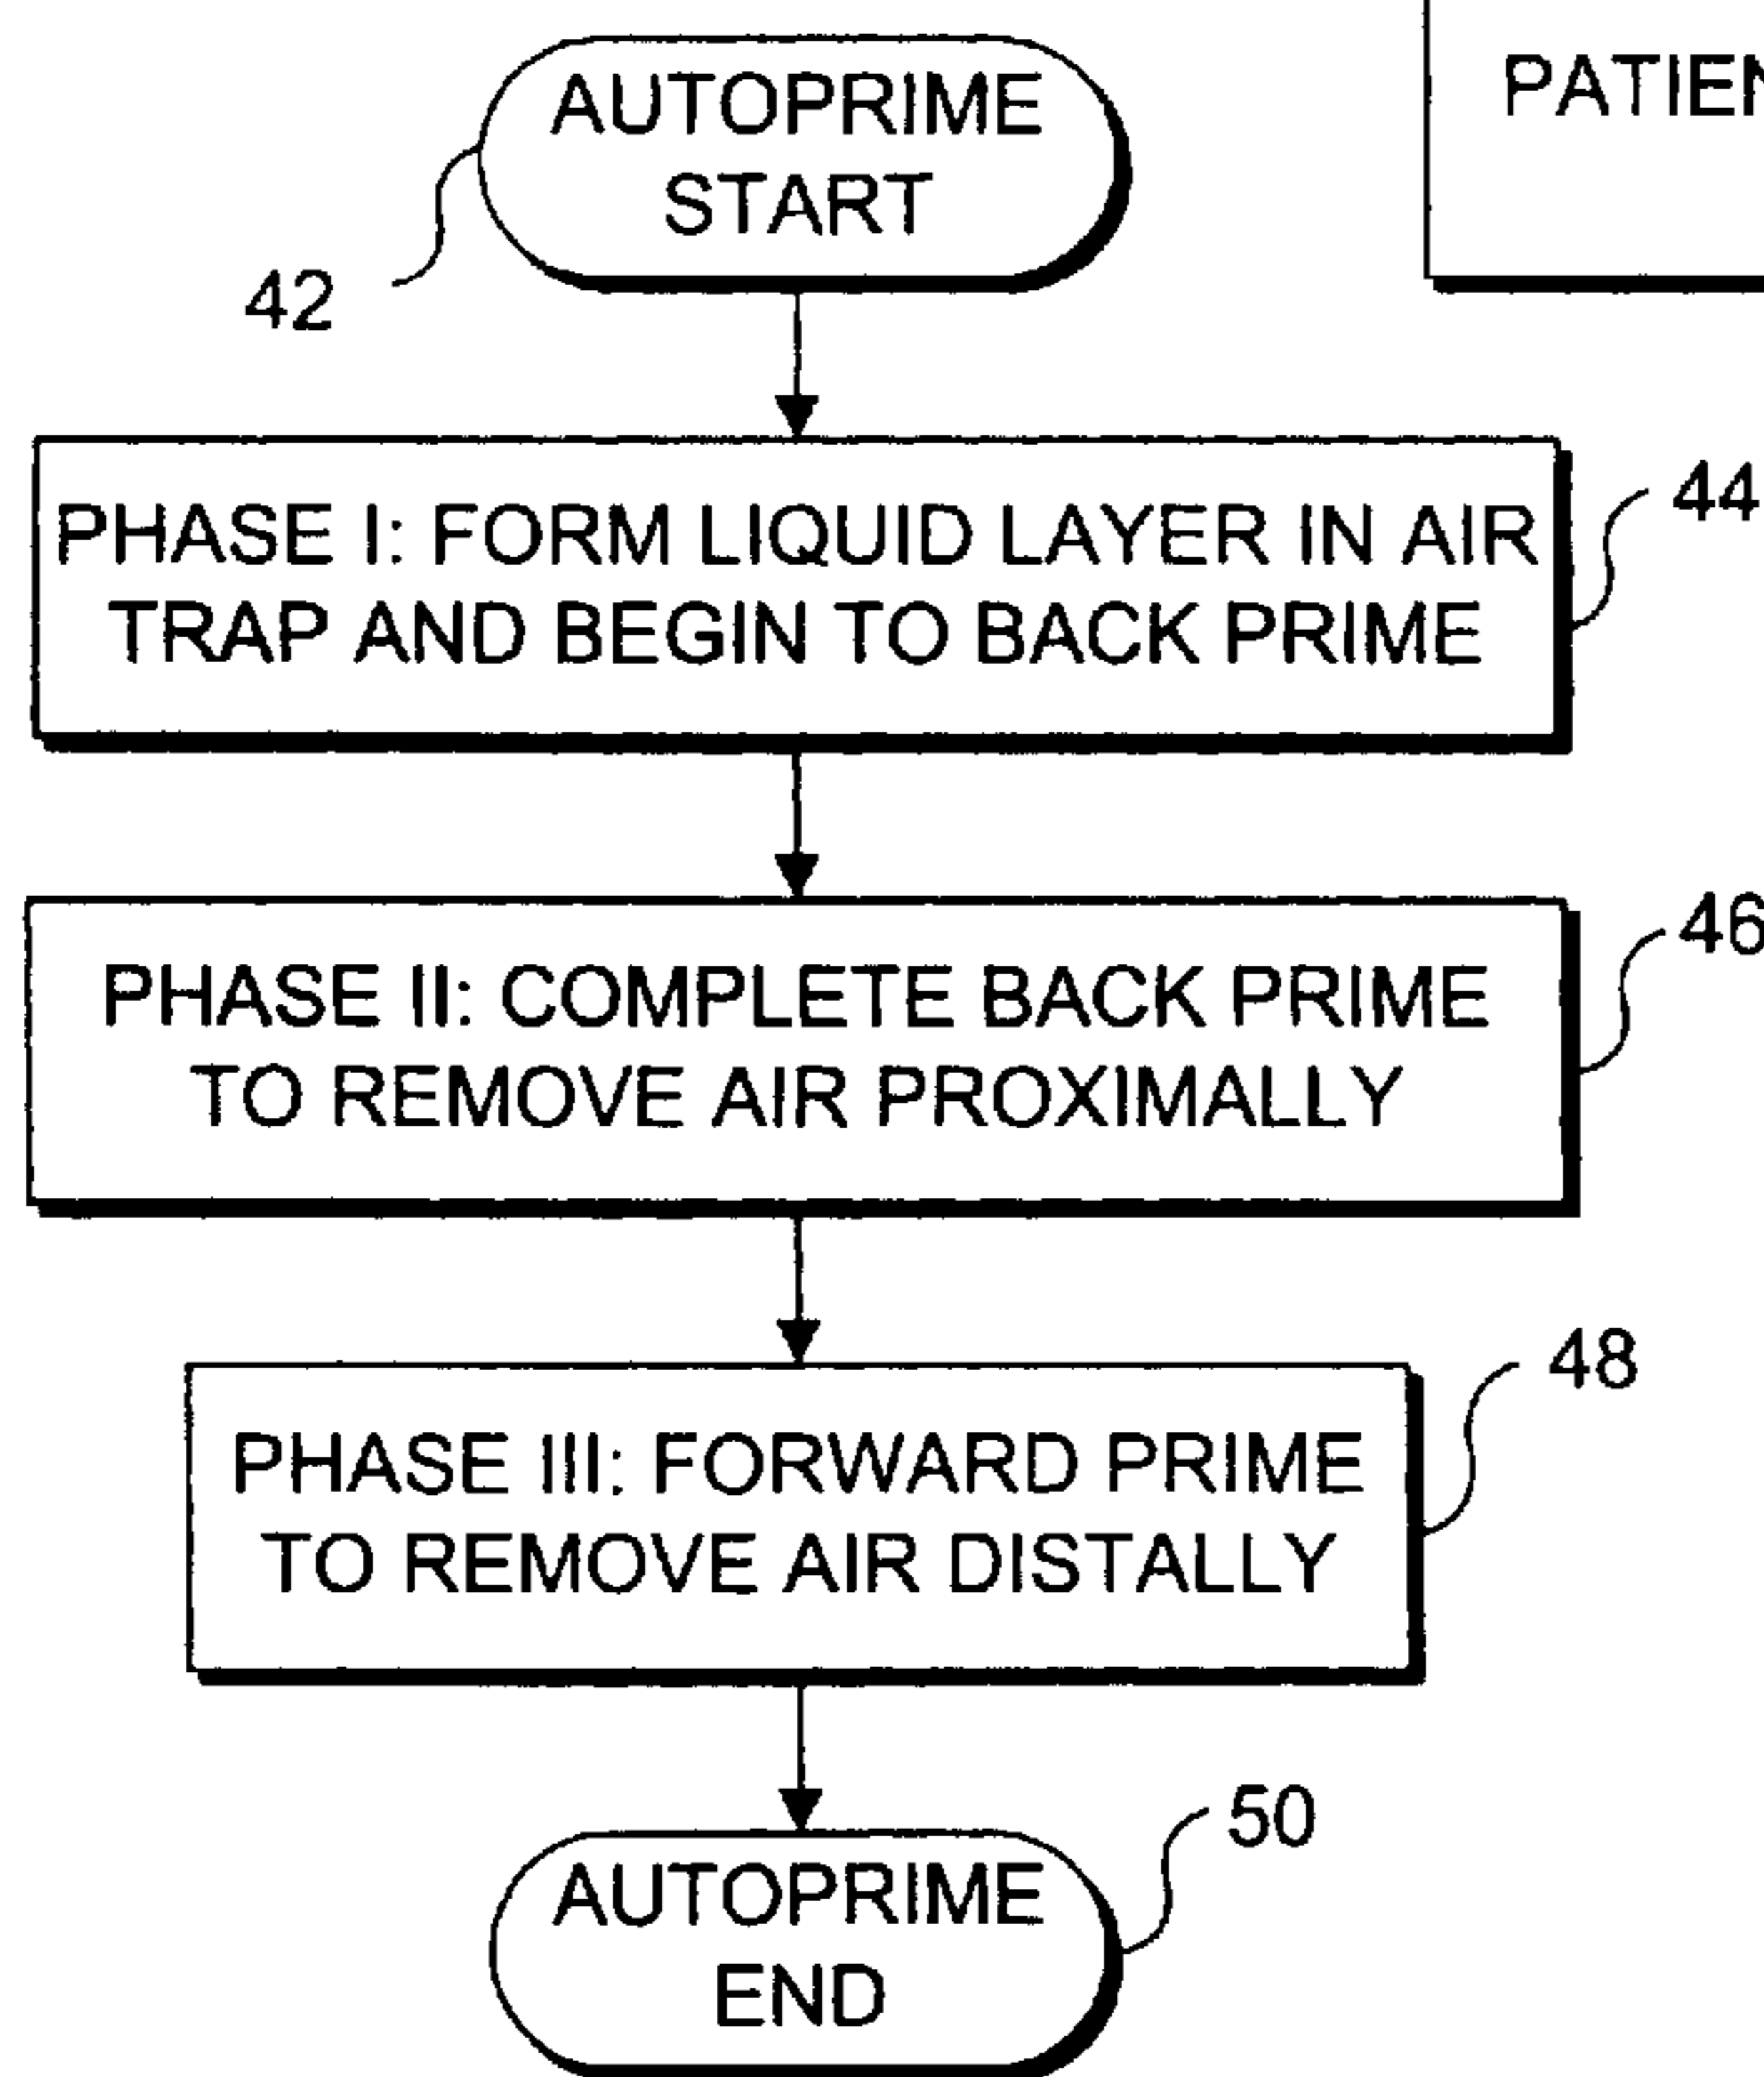 AUTOPRIME
START
42
PHASE I: FORM LIQUID LAYER IN AIR
TRAP AND BEGIN TO BACK PRIME
44
PHASE II: COMPLETE BACK PRIME
TO REMOVE AIR PROXIMALLY
46
PHASE III: FORWARD PRIME
TO REMOVE AIR DISTALLY
48
AUTOPRIME
END
50